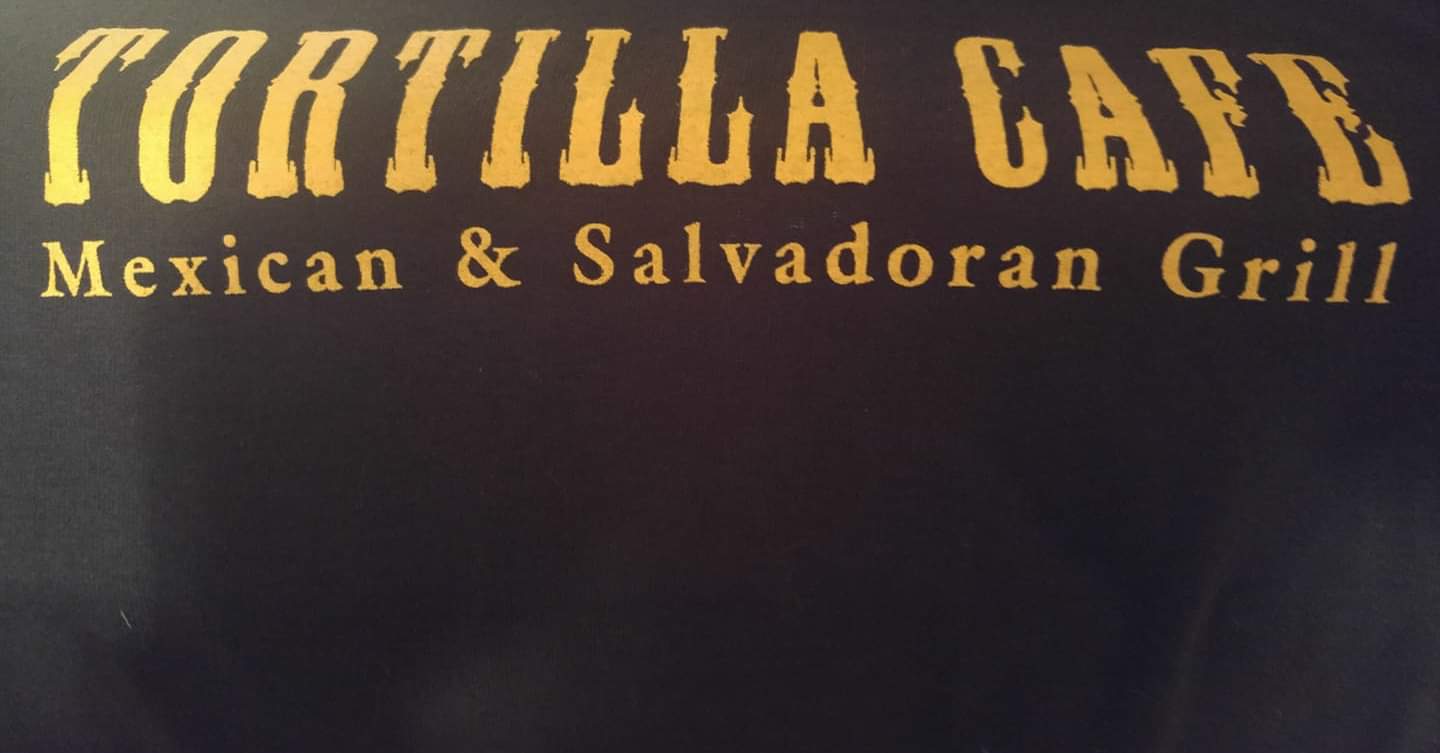 TORTILLA CAFE
Mexican & Salvadoran Grill